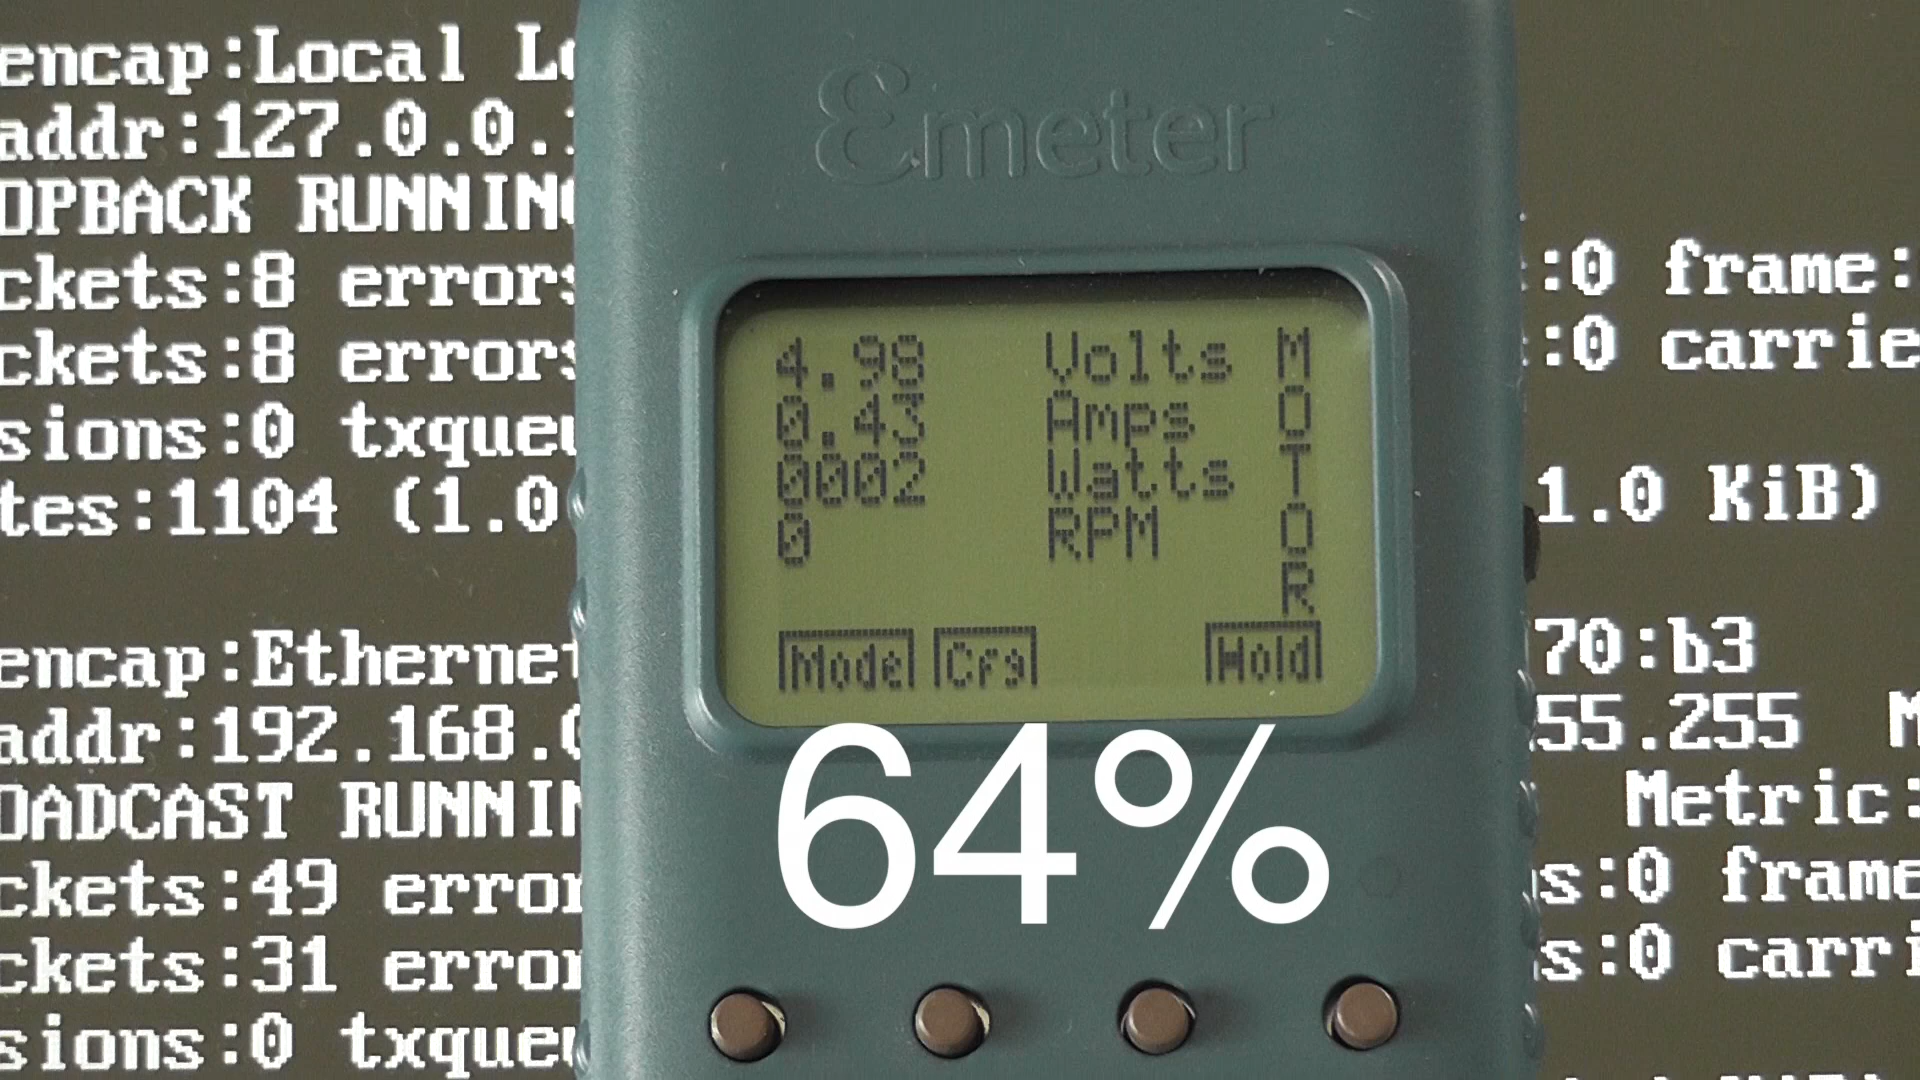 encap:Local
addr:127.0.0.
OPBACK RUNNING
ckets:8 errors
ckets:8 errors
sions:0 txqueu
tes:1104 (1.0
encap:Ethernet
addr:192.168.
OADCAST RUNNIN
ckets:49 error
ckets:31 error
sions:0 txqueu
Emeter
4.98 Volts
0.43 Amps
0002 Watts
0 RPM
MOTOR
Mode Cfg Hold
64%
:0 frame:
:0 carrie
1.0 KiB)
70:b3
55.255 M
Metric:
s:0 frame
s:0 carri